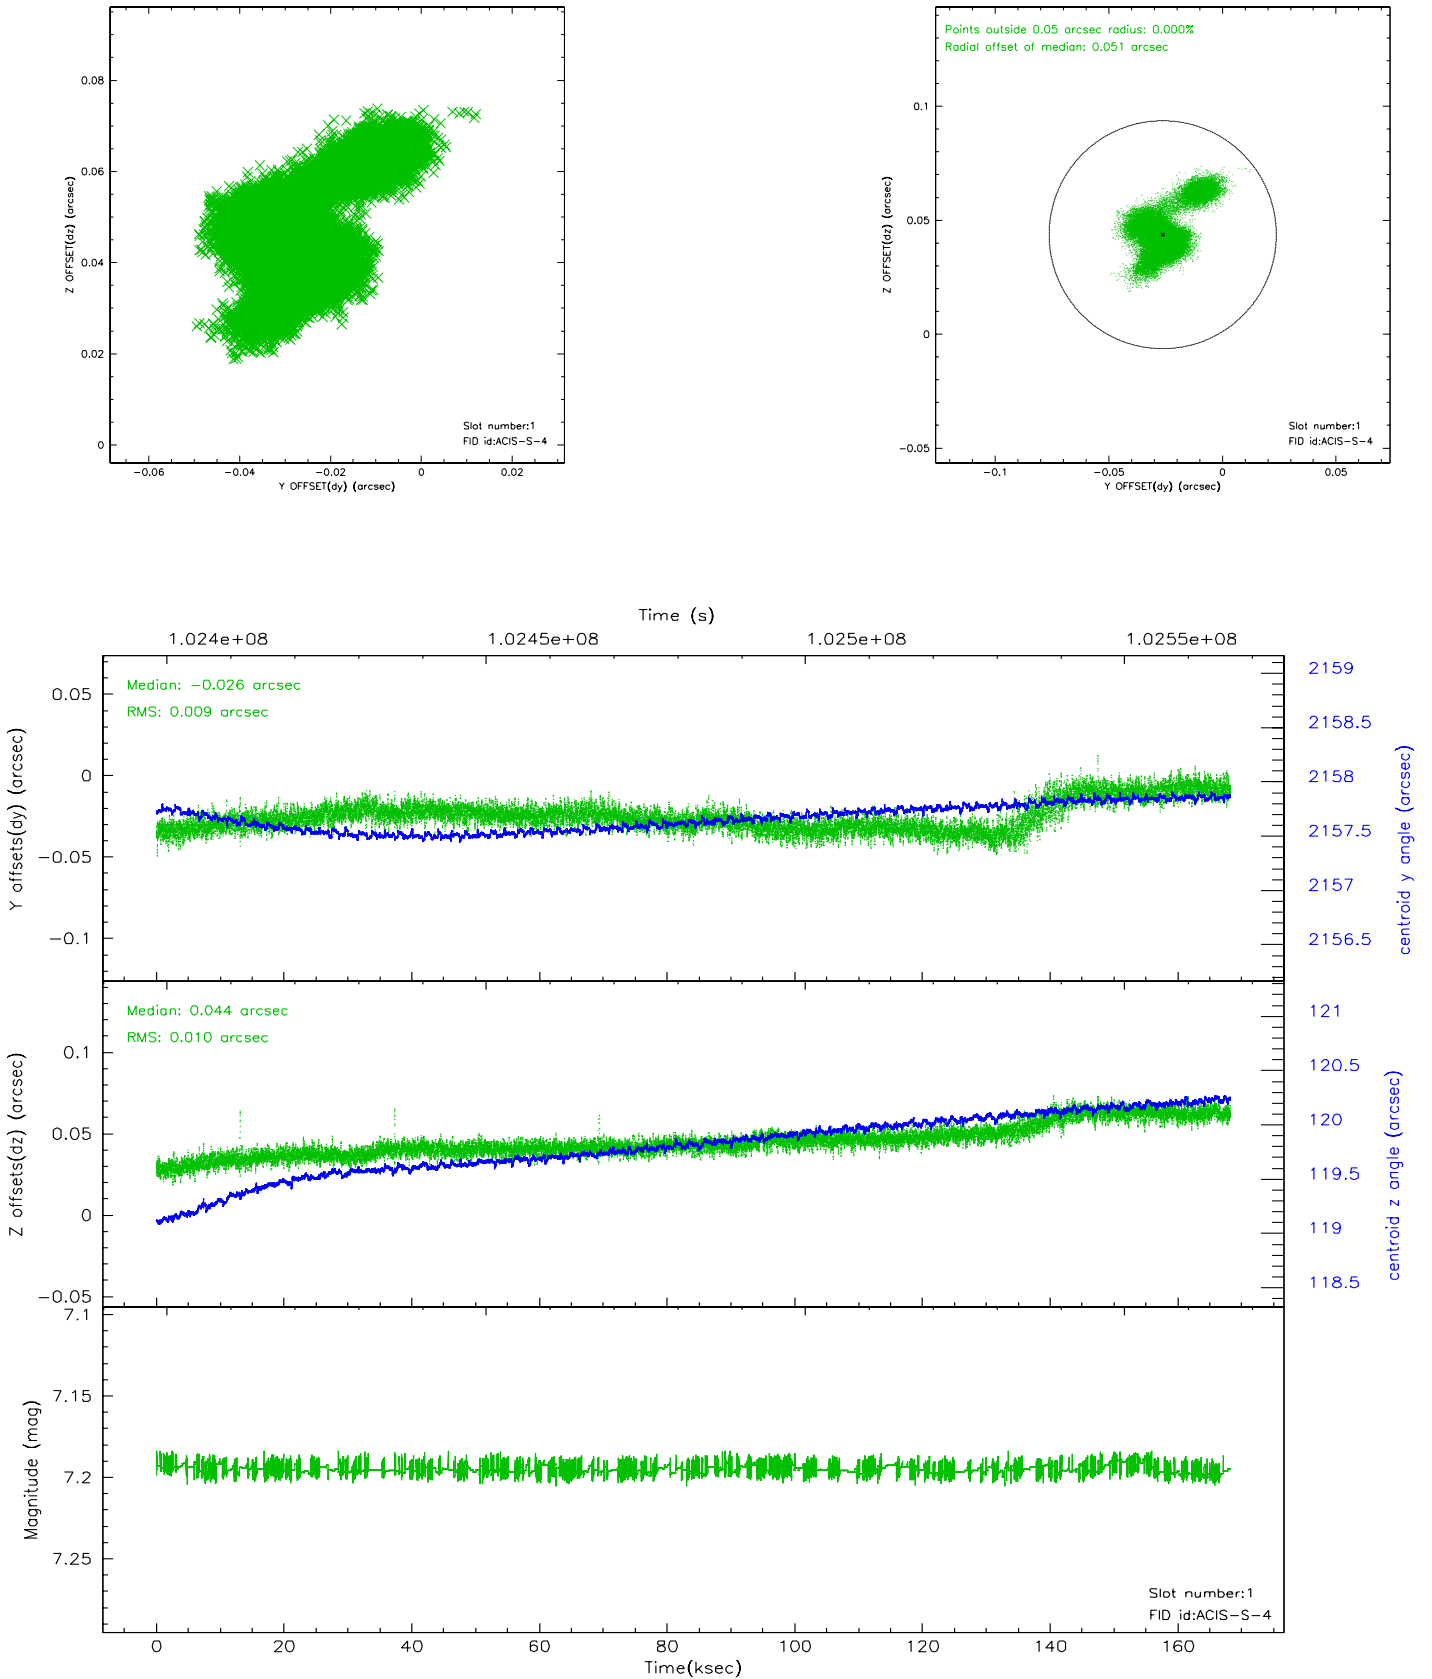 0.08
0.06
0.04
0.02
0
Z OFFSET(dz) (arcsec)
Slot number:1
FID id:ACIS-S-4
-0.06 -0.04 -0.02 0 0.02
Y OFFSET(dy) (arcsec)
Points outside 0.05 arcsec radius: 0.000%
Radial offset of median: 0.051 arcsec
0.1
0.05
0
-0.05
Z OFFSET(dz) (arcsec)
Slot number:1
FID id:ACIS-S-4
-0.1 -0.05 0 0.05
Y OFFSET(dy) (arcsec)
Time (s)
1.024e+08 1.0245e+08 1.025e+08 1.0255e+08
Median: -0.026 arcsec
RMS: 0.009 arcsec
0.05
0
-0.05
-0.1
Y offsets(dy) (arcsec)
2159
2158.5
2158
2157.5
2157
2156.5
centroid y angle (arcsec)
Median: 0.044 arcsec
RMS: 0.010 arcsec
0.1
0.05
0
-0.05
Z offsets(dz) (arcsec)
121
120.5
120
119.5
119
118.5
centroid z angle (arcsec)
7.1
7.15
7.2
7.25
Magnitude (mag)
Slot number:1
FID id:ACIS-S-4
0 20 40 60 80 100 120 140 160
Time(ksec)